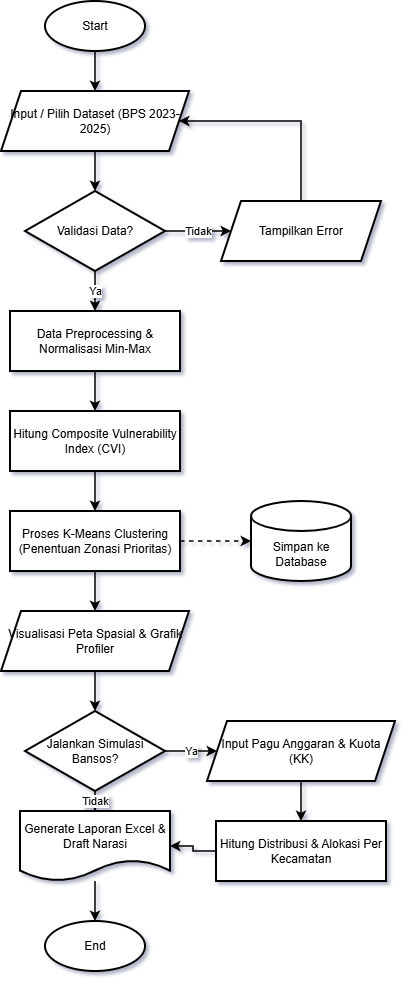 Start
Input / Pilih Dataset (BPS 2023-
2025)
Validasi Data?
Tidak
Tampilkan Error
Ya
Data Preprocessing &
Normalisasi Min-Max
Hitung Composite Vulnerability
Index (CVI)
Proses K-Means Clustering
(Penentuan Zonasi Prioritas)
Simpan ke
Database
Visualisasi Peta Spasial & Grafik
Profiler
Jalankan Simulasi
Bansos?
Ya
Input Pagu Anggaran & Kuota
(KK)
Tidak
Generate Laporan Excel &
Draft Narasi
Hitung Distribusi & Alokasi Per
Kecamatan
End